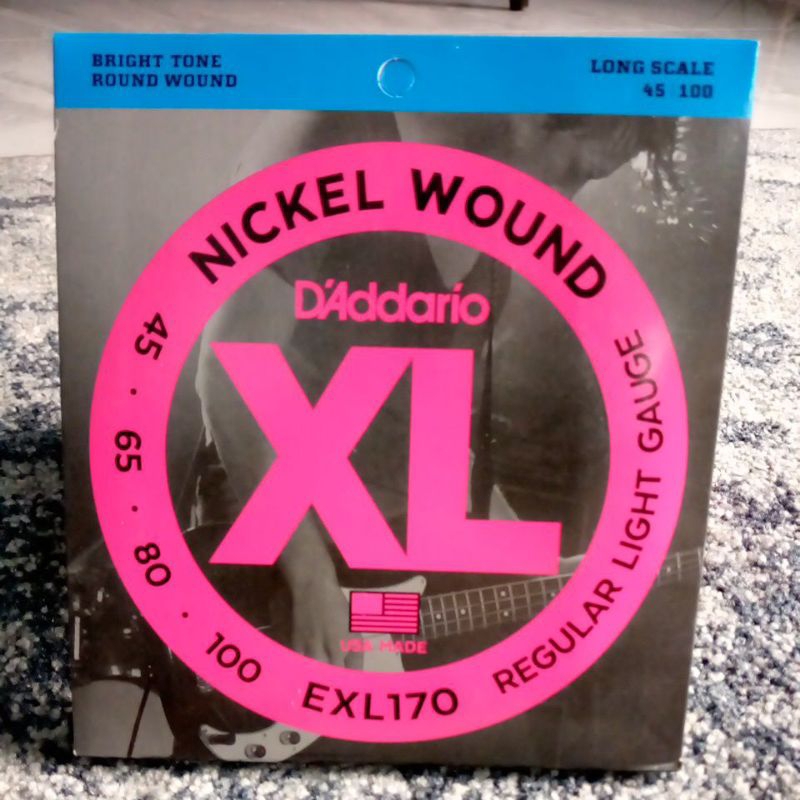 BRIGHT TONE
ROUND WOUND
LONG SCALE
45 100
NICKEL WOUND
D'Addario
XL
USA MADE
45 · 65 · 80 · 100
EXL170
REGULAR LIGHT GAUGE